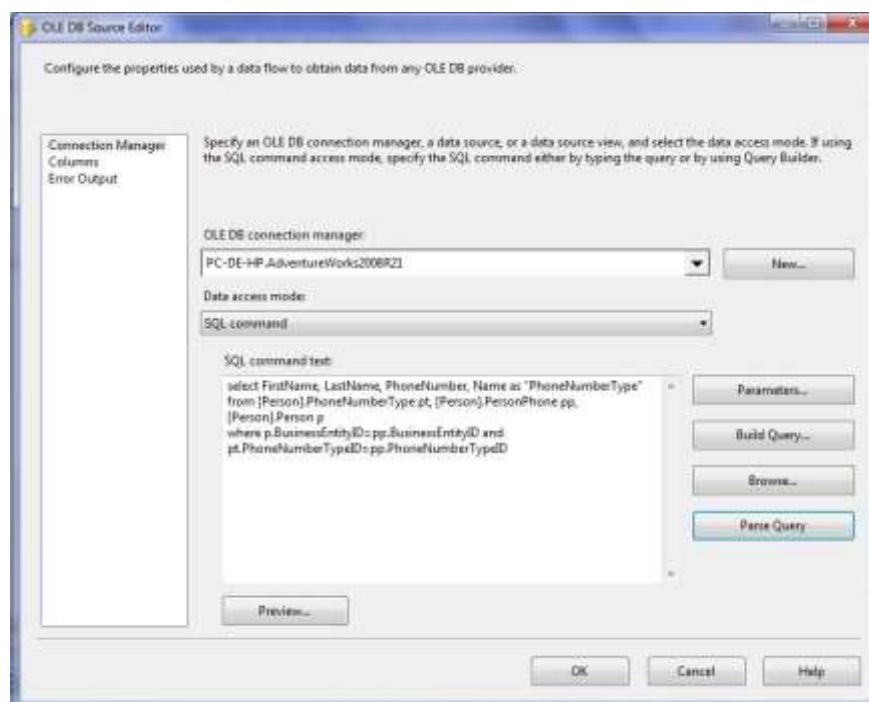 OLE DB Source Editor
Configure the properties used by a data flow to obtain data from any OLE DB provider.
Connection Manager
Columns
Error Output
Specify an OLE DB connection manager, a data source, or a data source view, and select the data access mode. If using
the SQL command access mode, specify the SQL command either by typing the query or by using Query Builder.
OLE DB connection manager:
PC-DE-HP.AdventureWorks2008R21
New...
Data access mode:
SQL command
SQL command text:
select FirstName, LastName, PhoneNumber, Name as "PhoneNumberType"
from [Person].PhoneNumberType pt, [Person].PersonPhone pp,
[Person].Person p
where p.BusinessEntityID=pp.BusinessEntityID and
pt.PhoneNumberTypeID=pp.PhoneNumberTypeID
Parameters...
Build Query...
Browse...
Parse Query
Preview...
OK
Cancel
Help